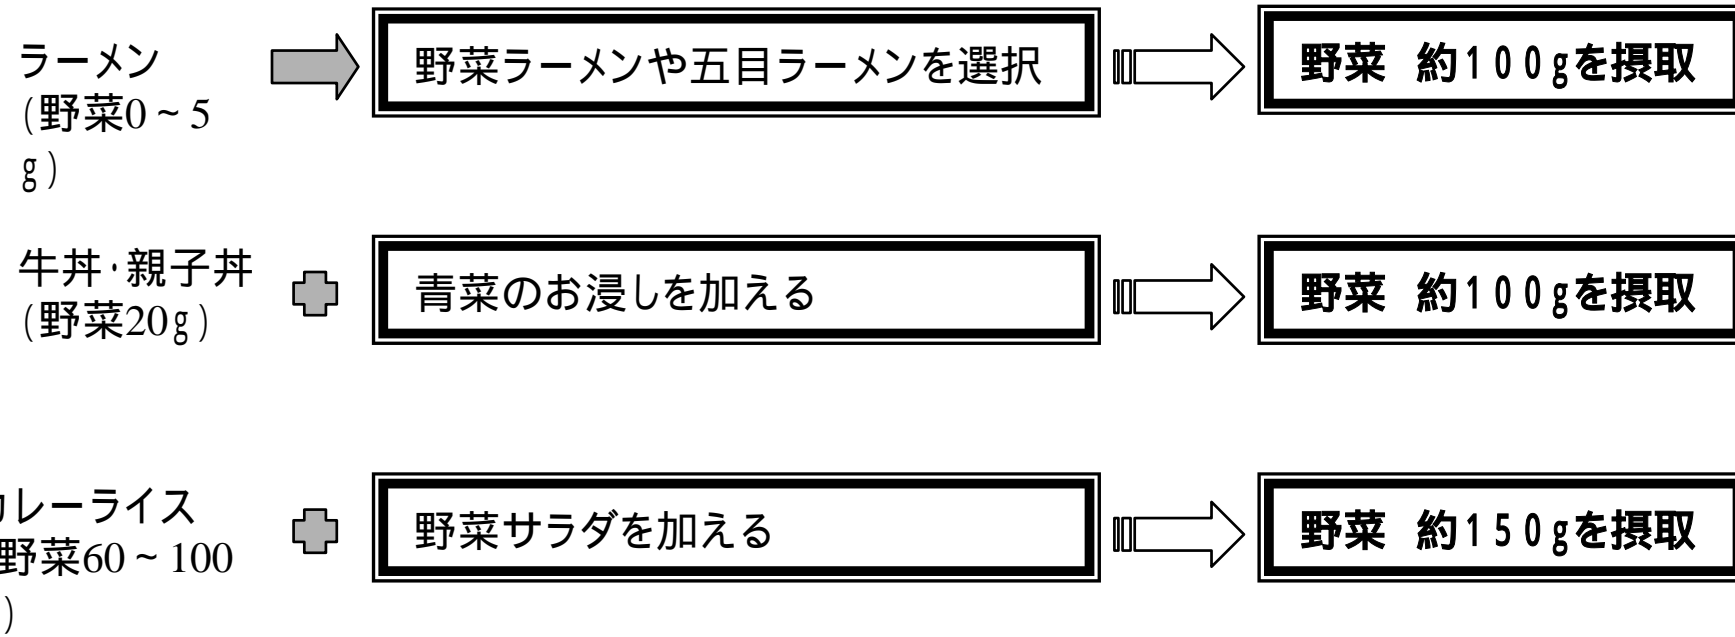 ラーメン
(野菜0~5
g)
野菜ラーメンや五目ラーメンを選択
野菜 約100gを摂取
牛丼・親子丼
(野菜20g)
青菜のお浸しを加える
野菜 約100gを摂取
カレーライス
野菜60~100
)
野菜サラダを加える
野菜 約150gを摂取